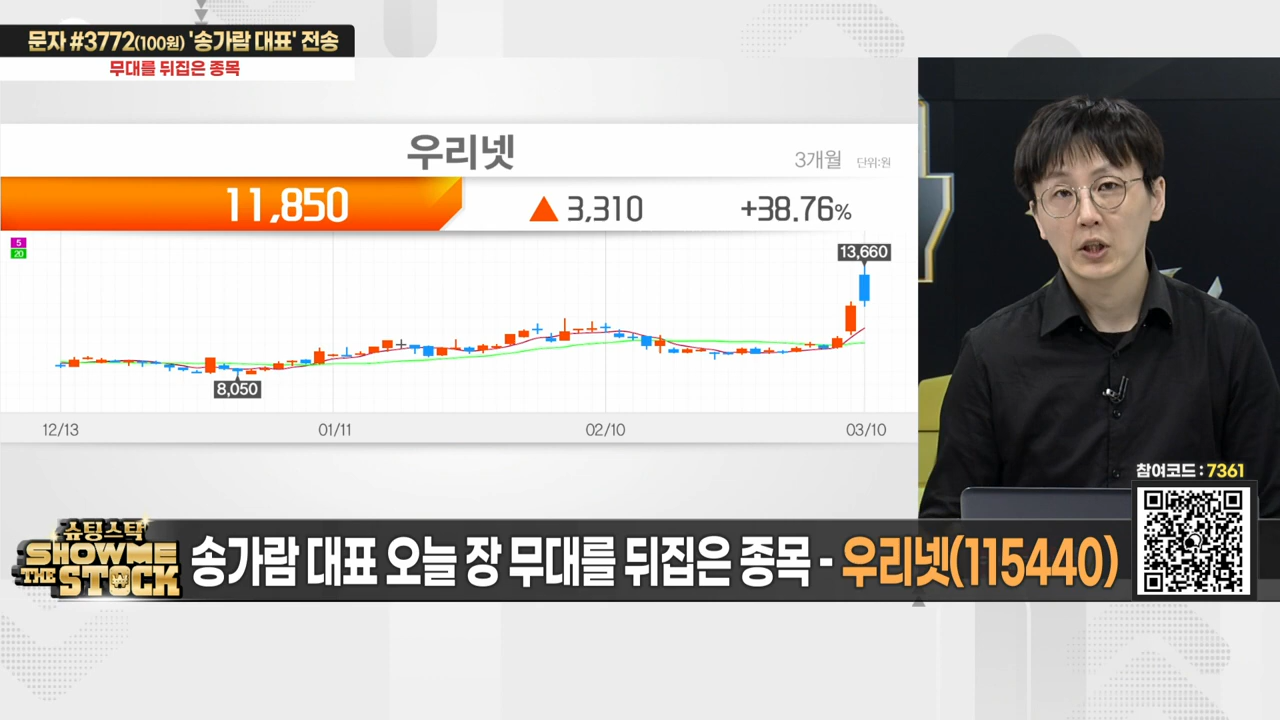 문자 #3772(100원) '송가람 대표' 전송
무대를 뒤집은 종목
우리넷
3개월 단위:원
11,850 ▲ 3,310 +38.76%
5
20
13,660
8,050
12/13 01/11 02/10 03/10
참여코드 : 7361
슈팅스탁
SHOW ME
THE STOCK
송가람 대표 오늘 장 무대를 뒤집은 종목 - 우리넷(115440)